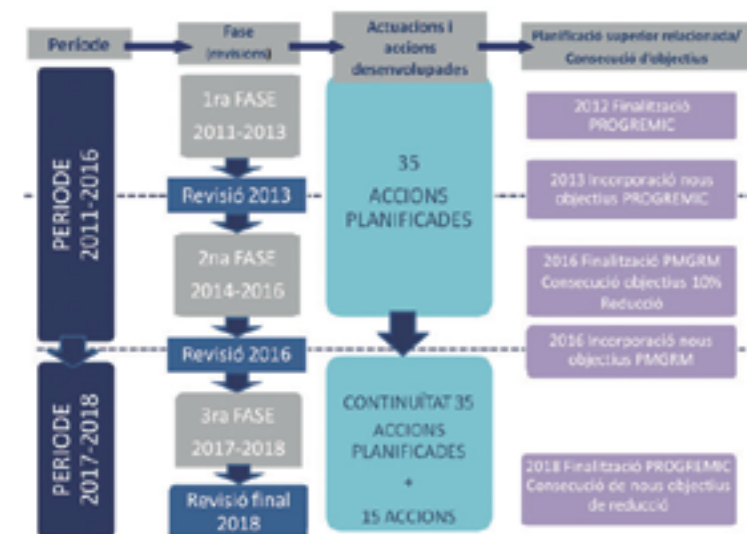 Període
Fase
(revisions)
Actuacions i
accions
desenvolupades
Planificació superior relacionada/
Consecució d'objectius
PERIODE
2011-2016
1ra FASE
2011-2013
Revisió 2013
2na FASE
2014-2016
Revisió 2016
35
ACCIONS
PLANIFICADES
2012 Finalització
PROGREMIC
2013 Incorporació nous
objectius PROGREMIC
2016 Finalització PMGRM
Consecució objectius 10%
Reducció
2016 Incorporació nous
objectius PMGRM
PERIODE
2017-2018
3ra FASE
2017-2018
Revisió final
2018
CONTINUÏTAT 35
ACCIONS
PLANIFICADES
+
15 ACCIONS
2018 Finalització PROGREMIC
Consecució de nous objectius
de reducció